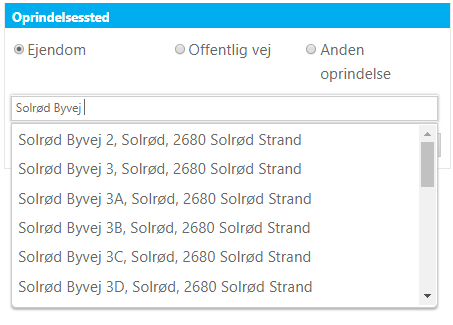 Oprindelsessted
Ejendom
Offentlig vej
Anden
oprindelse
Solrød Byvej
Solrød Byvej 2, Solrød, 2680 Solrød Strand
Solrød Byvej 3, Solrød, 2680 Solrød Strand
Solrød Byvej 3A, Solrød, 2680 Solrød Strand
Solrød Byvej 3B, Solrød, 2680 Solrød Strand
Solrød Byvej 3C, Solrød, 2680 Solrød Strand
Solrød Byvej 3D, Solrød, 2680 Solrød Strand